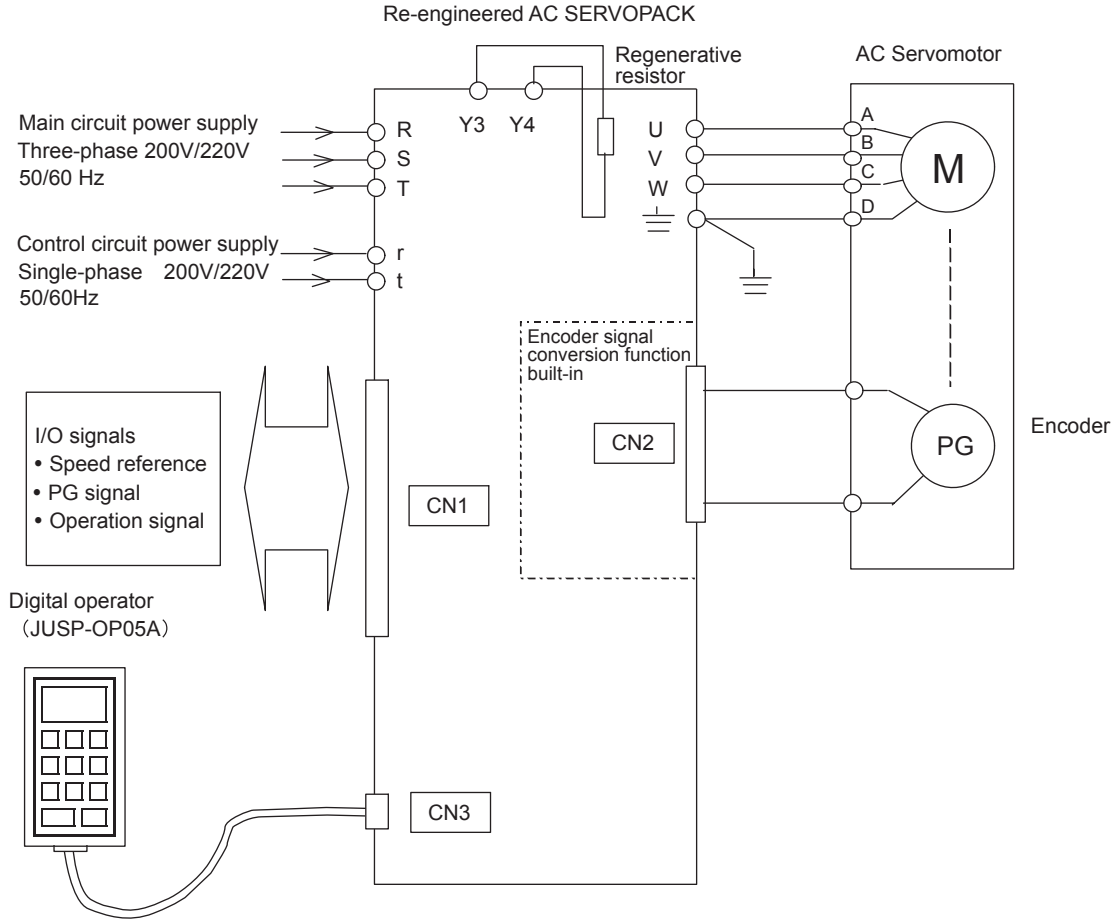 Re-engineered AC SERVOPACK
Regenerative
resistor
AC Servomotor
Main circuit power supply
Three-phase 200V/220V
50/60 Hz
R
S
T
Y3
Y4
U
V
W
A
B
C
D
M
Control circuit power supply
Single-phase 200V/220V
50/60Hz
r
t
Encoder signal
conversion function
built-in
CN2
PG
Encoder
I/O signals
• Speed reference
• PG signal
• Operation signal
CN1
Digital operator
（JUSP-OP05A）
CN3